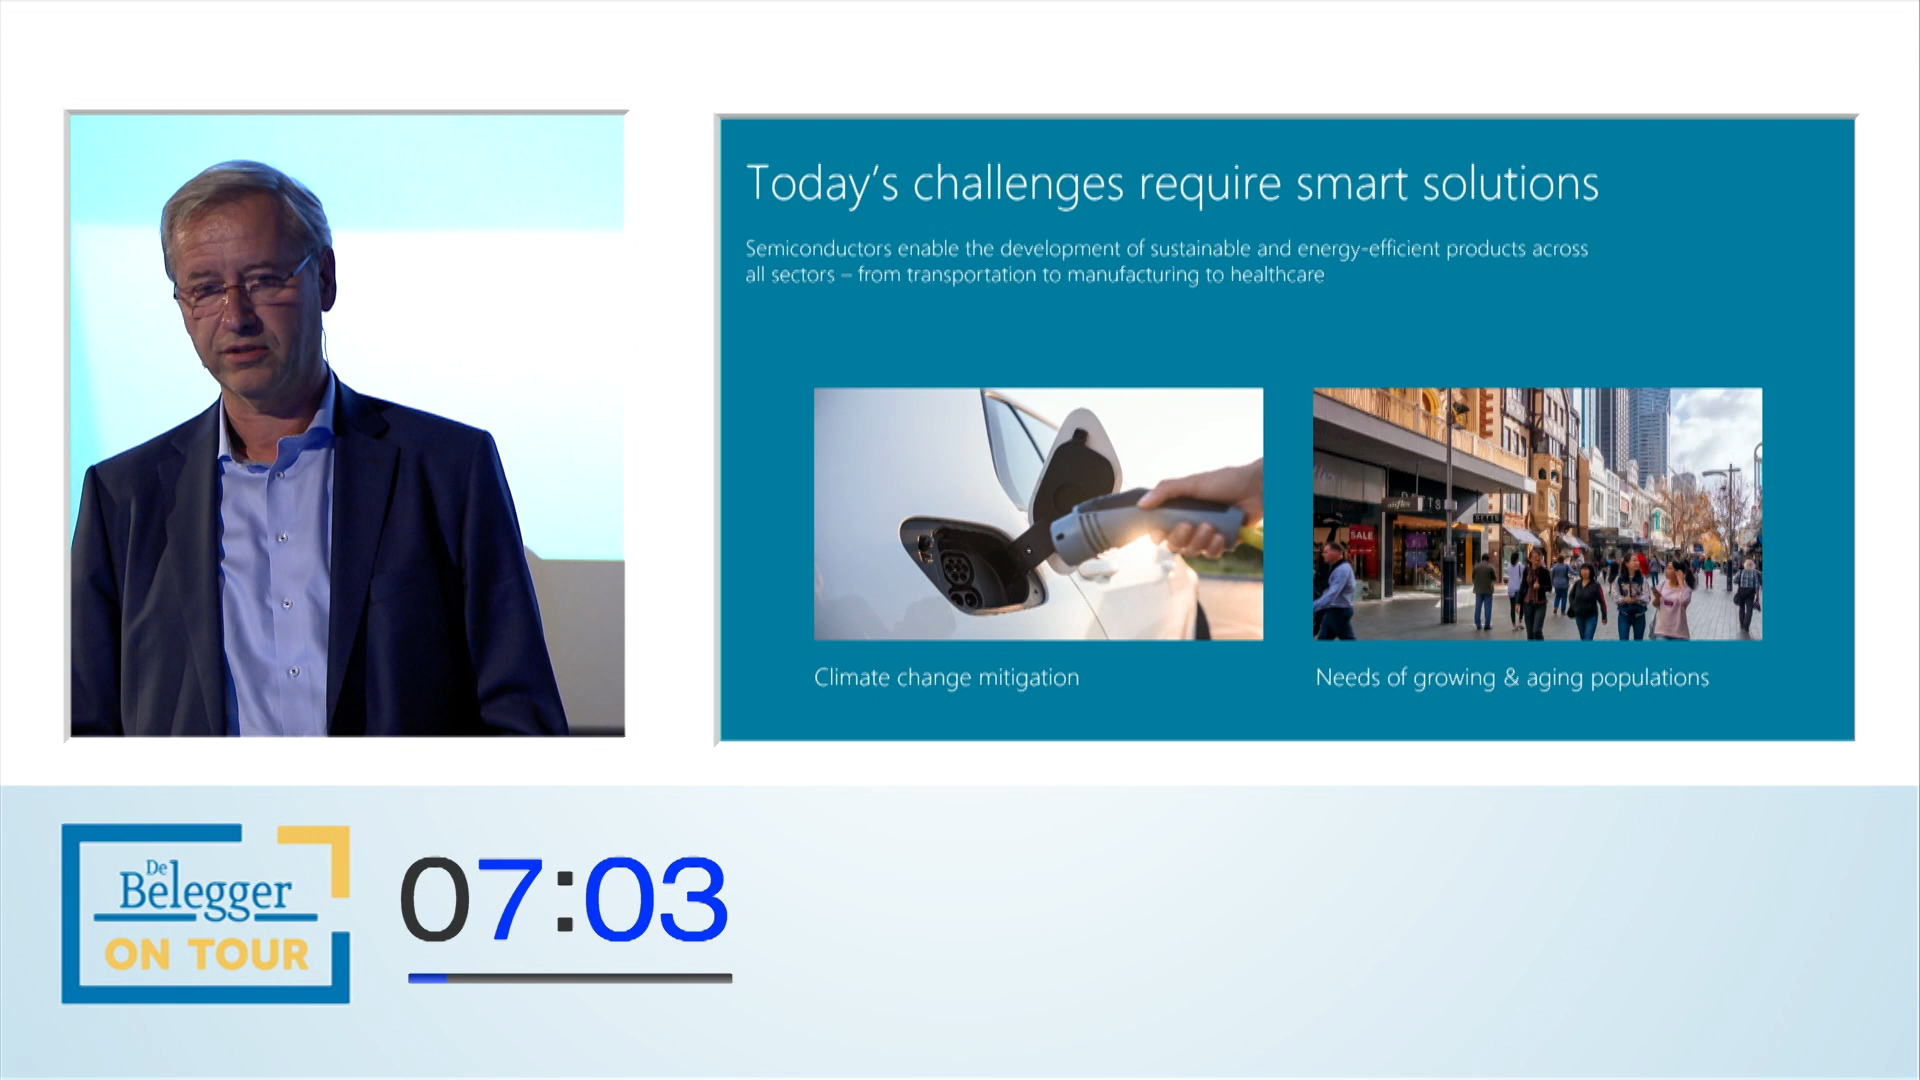 Today's challenges require smart solutions
Semiconductors enable the development of sustainable and energy-efficient products across
all sectors – from transportation to manufacturing to healthcare
SALE
Climate change mitigation
Needs of growing & aging populations
De
Belegger
ON TOUR
07:03